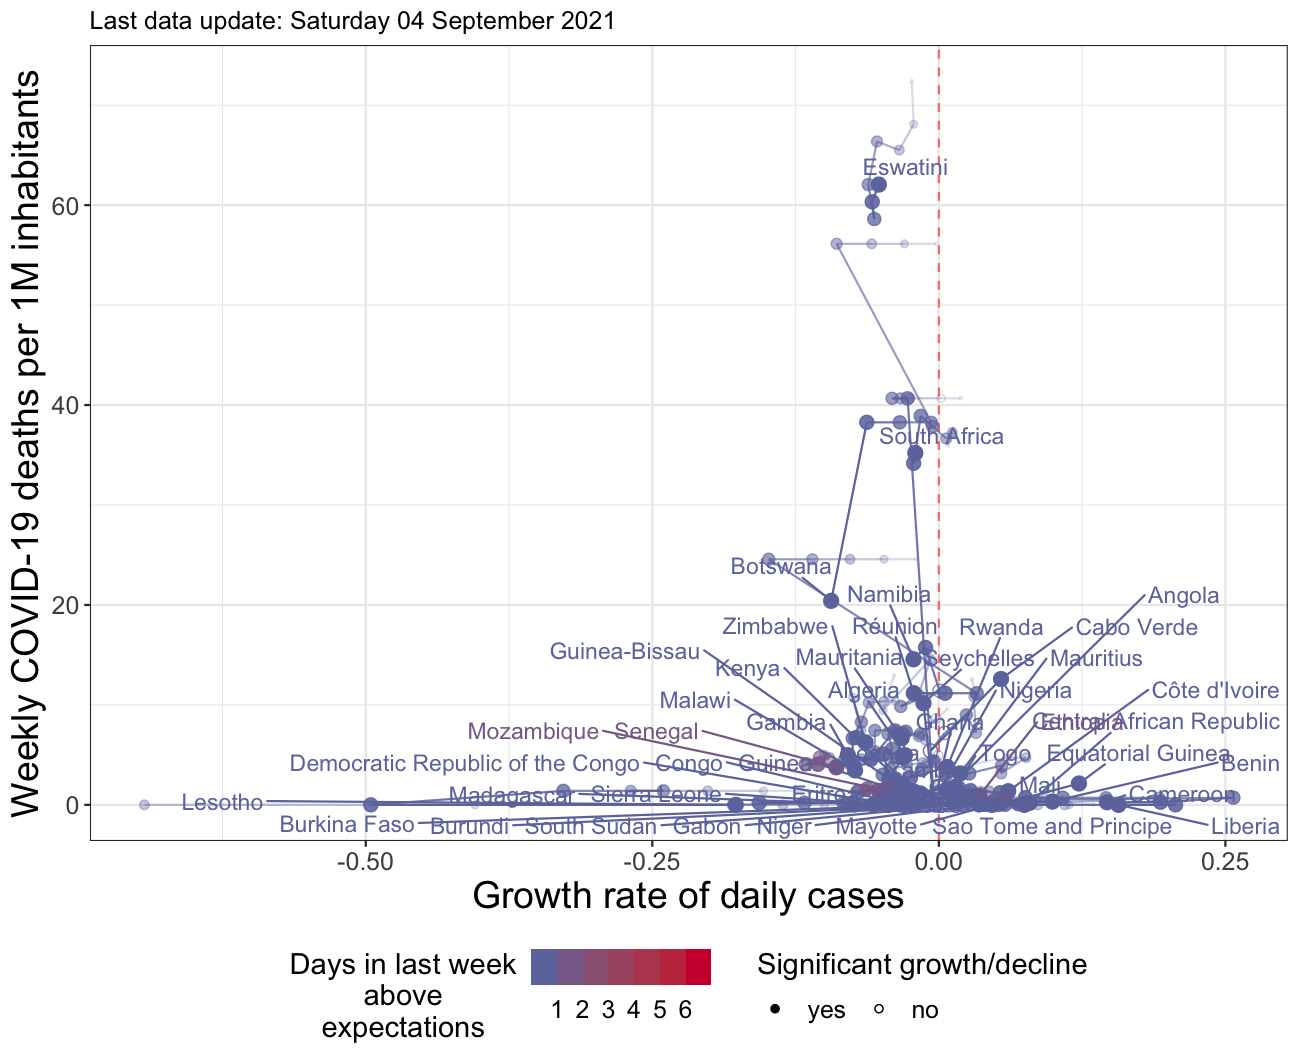 Last data update: Saturday 04 September 2021
Weekly COVID-19 deaths per 1M inhabitants
60
40
20
0
Eswatini
South Africa
Botswana
Namibia
Angola
Zimbabwe
Réunion
Rwanda
Cabo Verde
Guinea-Bissau
Kenya
Mauritania
Seychelles
Mauritius
Malawi
Algeria
Nigeria
Côte d'Ivoire
Mozambique
Senegal
Gambia
Ghana
Ethiopia
Central African Republic
Democratic Republic of the Congo
Congo
Guinea
Togo
Equatorial Guinea
Benin
Lesotho
Madagascar
Sierra Leone
Eritre
Mali
Cameroon
Burkina Faso
Burundi
South Sudan
Gabon
Niger
Mayotte
Sao Tome and Principe
Liberia
-0.50
-0.25
0.00
0.25
Growth rate of daily cases
Days in last week
above
expectations
1 2 3 4 5 6
Significant growth/decline
yes
no